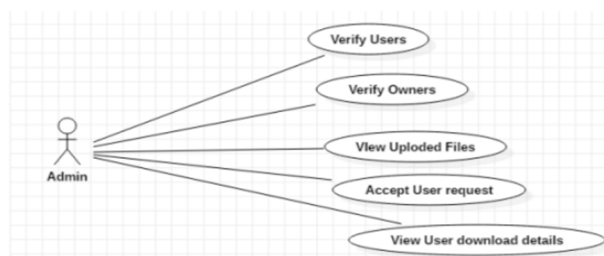 Verify Users
Verify Owners
VIew Uploded Files
Admin
Accept User request
View User download details